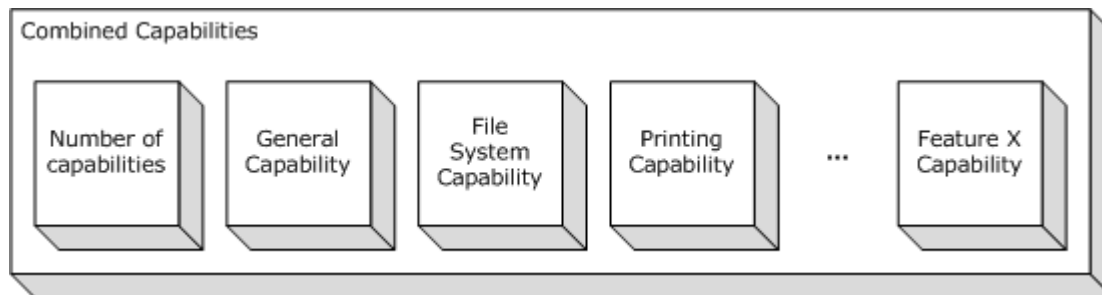 Combined Capabilities
Number of
capabilities
General
Capability
File
System
Capability
Printing
Capability
...
Feature X
Capability